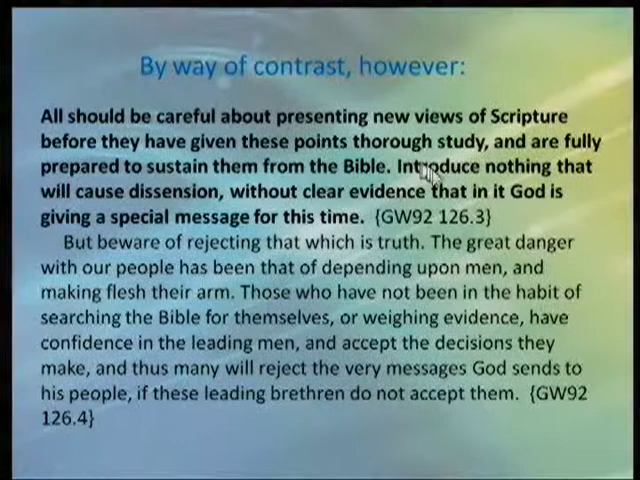 By way of contrast, however:
All should be careful about presenting new views of Scripture
before they have given these points thorough study, and are fully
prepared to sustain them from the Bible. Introduce nothing that
will cause dissension, without clear evidence that in it God is
giving a special message for this time. {GW92 126.3}
But beware of rejecting that which is truth. The great danger
with our people has been that of depending upon men, and
making flesh their arm. Those who have not been in the habit of
searching the Bible for themselves, or weighing evidence, have
confidence in the leading men, and accept the decisions they
make, and thus many will reject the very messages God sends to
his people, if these leading brethren do not accept them. {GW92
126.4}